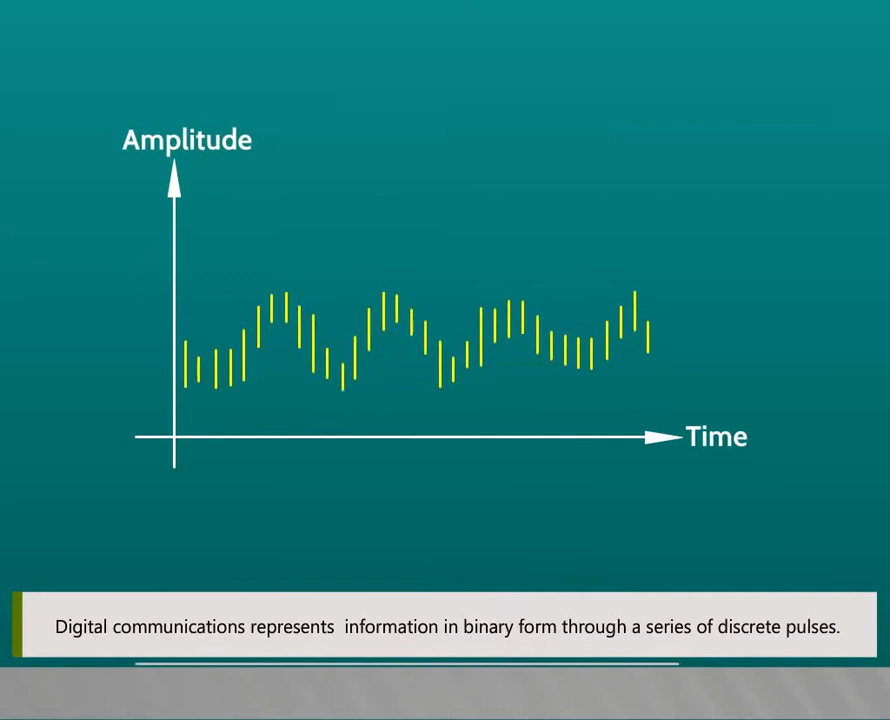 Amplitude
Time
Digital communications represents  information in binary form through a series of discrete pulses.